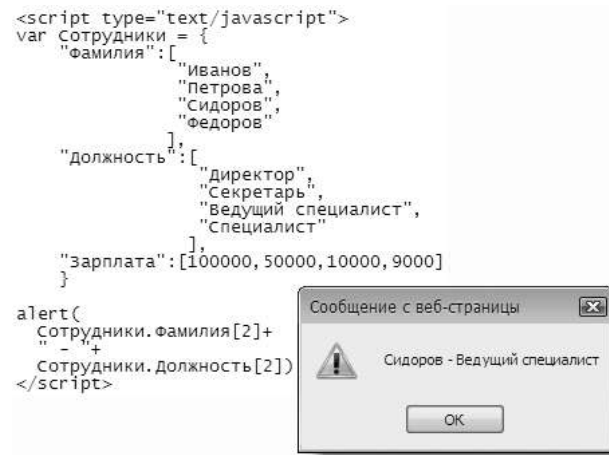 <script type="text/javascript">
var Сотрудники = {
"Фамилия":[
"Иванов",
"Петрова",
"Сидоров",
"Федоров"
],
"Должность":[
"Директор",
"Секретарь",
"Ведущий специалист",
"Специалист"
],
"Зарплата":[100000,50000,10000,9000]
}
alert(
Сотрудники.Фамилия[2]+
" - "+
Сотрудники.Должность[2])
</script>
Сообщение с веб-страницы
Сидоров - Ведущий специалист
OK